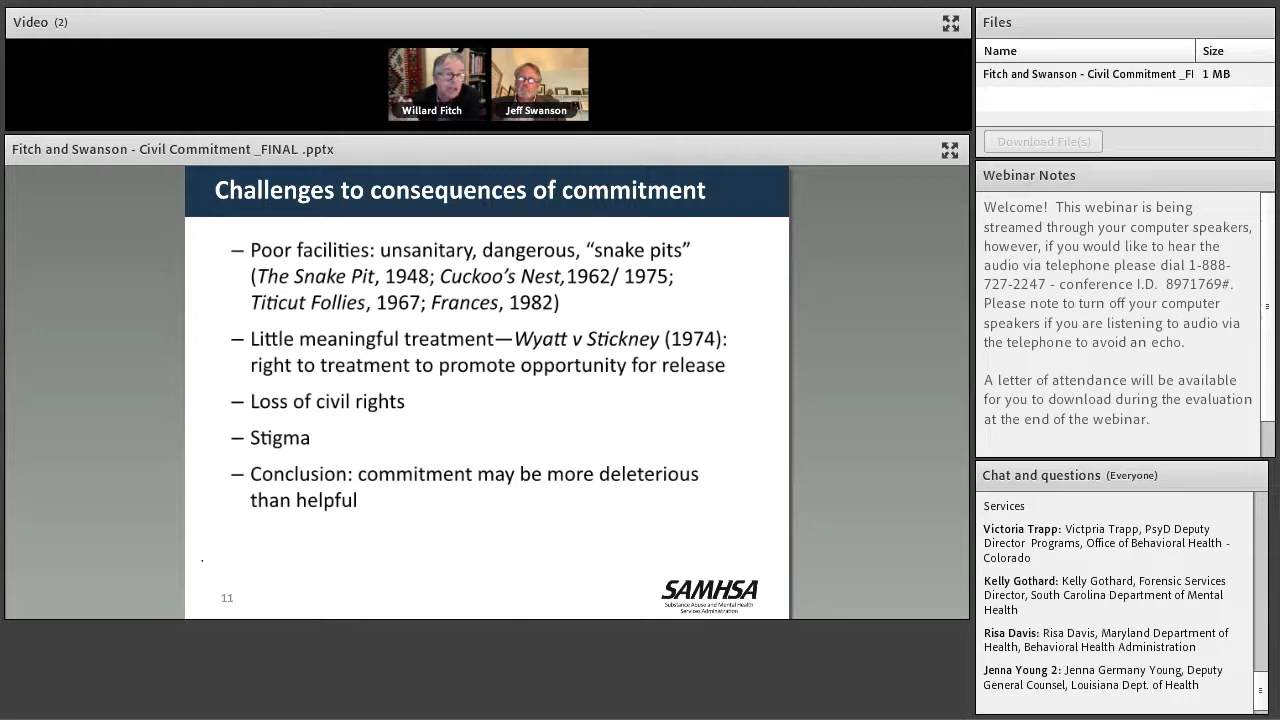 Video (2)
Willard Fitch
Jeff Swanson
Fitch and Swanson - Civil Commitment _FINAL .pptx
Challenges to consequences of commitment
– Poor facilities: unsanitary, dangerous, “snake pits”
(The Snake Pit, 1948; Cuckoo’s Nest,1962/ 1975;
Titicut Follies, 1967; Frances, 1982)
– Little meaningful treatment—Wyatt v Stickney (1974):
right to treatment to promote opportunity for release
– Loss of civil rights
– Stigma
– Conclusion: commitment may be more deleterious
than helpful
.
11
SAMHSA
Substance Abuse and Mental Health
Services Administration
Files
Name Size
Fitch and Swanson - Civil Commitment _FI 1 MB
Download File(s)
Webinar Notes
Welcome! This webinar is being
streamed through your computer speakers,
however, if you would like to hear the
audio via telephone please dial 1-888-
727-2247 - conference I.D. 8971769#.
Please note to turn off your computer
speakers if you are listening to audio via
the telephone to avoid an echo.
A letter of attendance will be available
for you to download during the evaluation
at the end of the webinar.
Chat and questions (Everyone)
Services
Victoria Trapp: Victpria Trapp, PsyD Deputy
Director Programs, Office of Behavioral Health -
Colorado
Kelly Gothard: Kelly Gothard, Forensic Services
Director, South Carolina Department of Mental
Health
Risa Davis: Risa Davis, Maryland Department of
Health, Behavioral Health Administration
Jenna Young 2: Jenna Germany Young, Deputy
General Counsel, Louisiana Dept. of Health